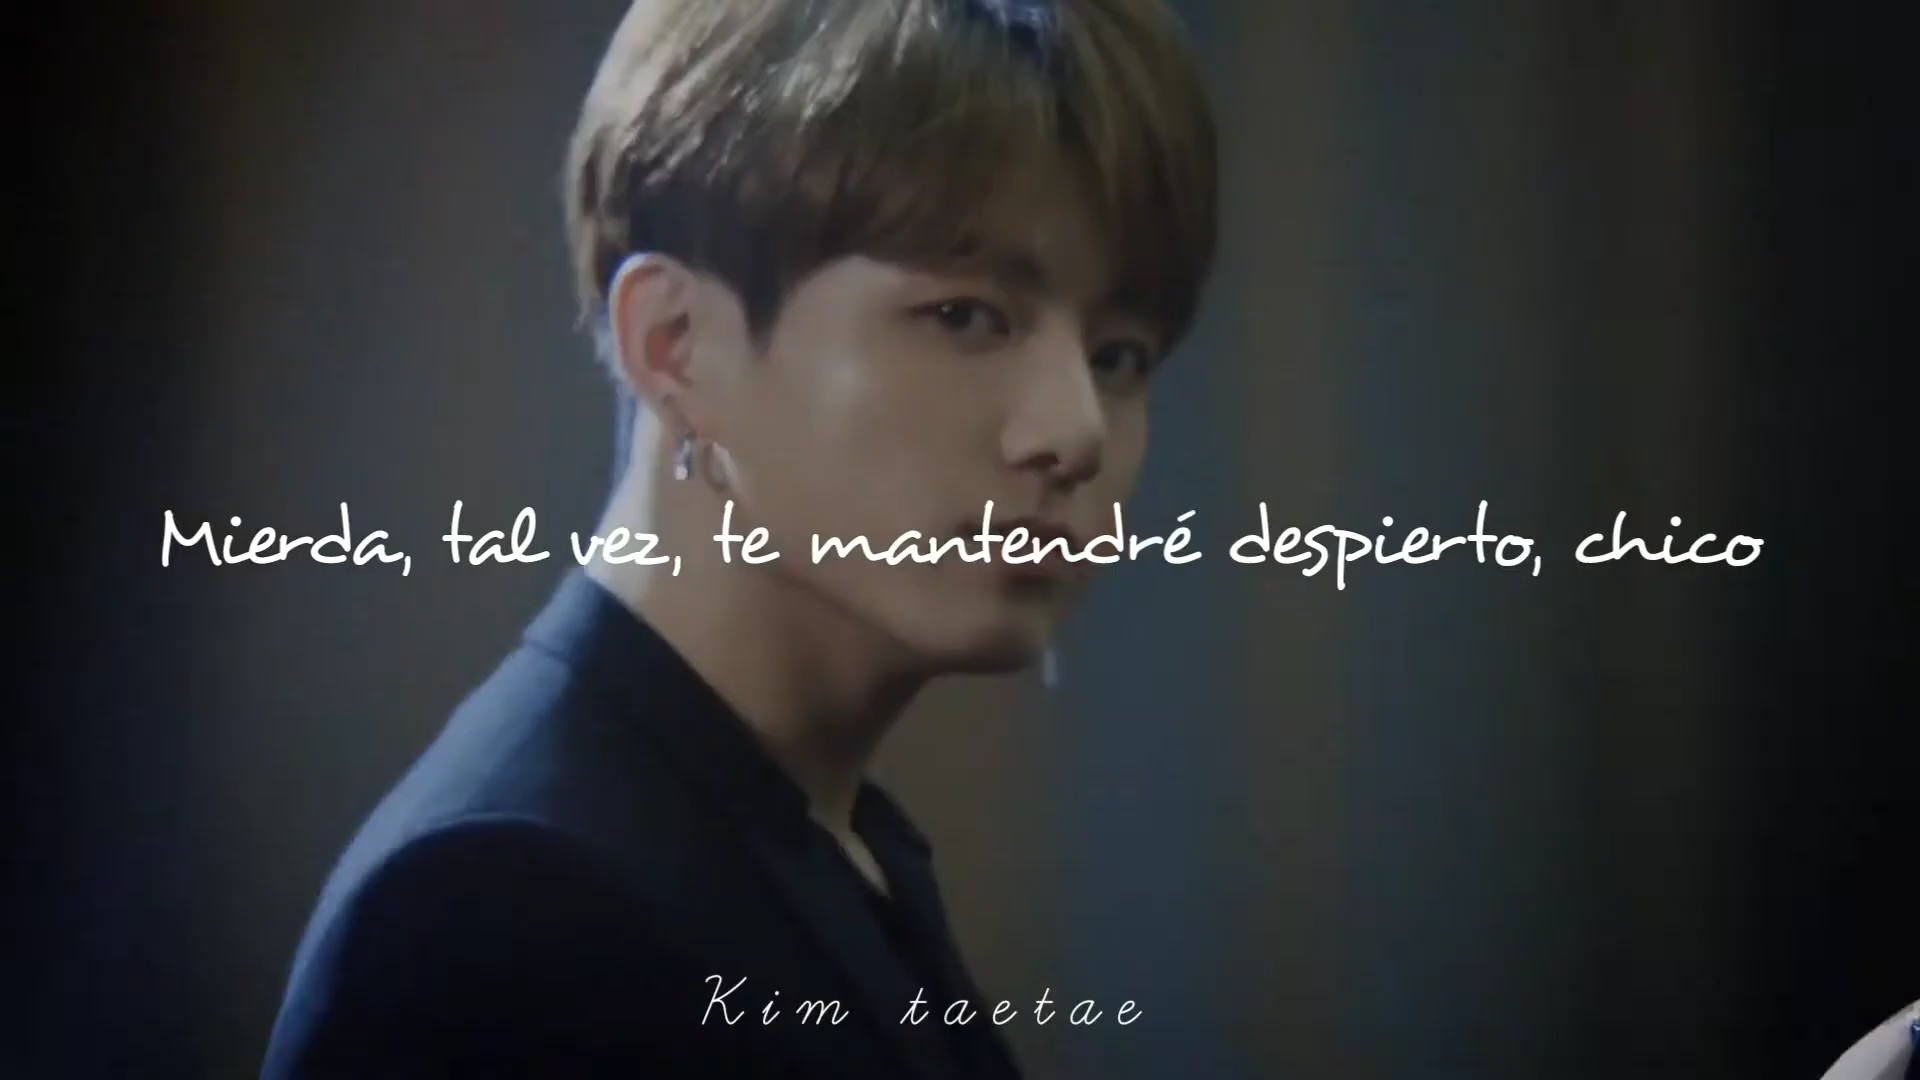 Mierda, tal vez, te mantendré despierto, chico
Kim taetae